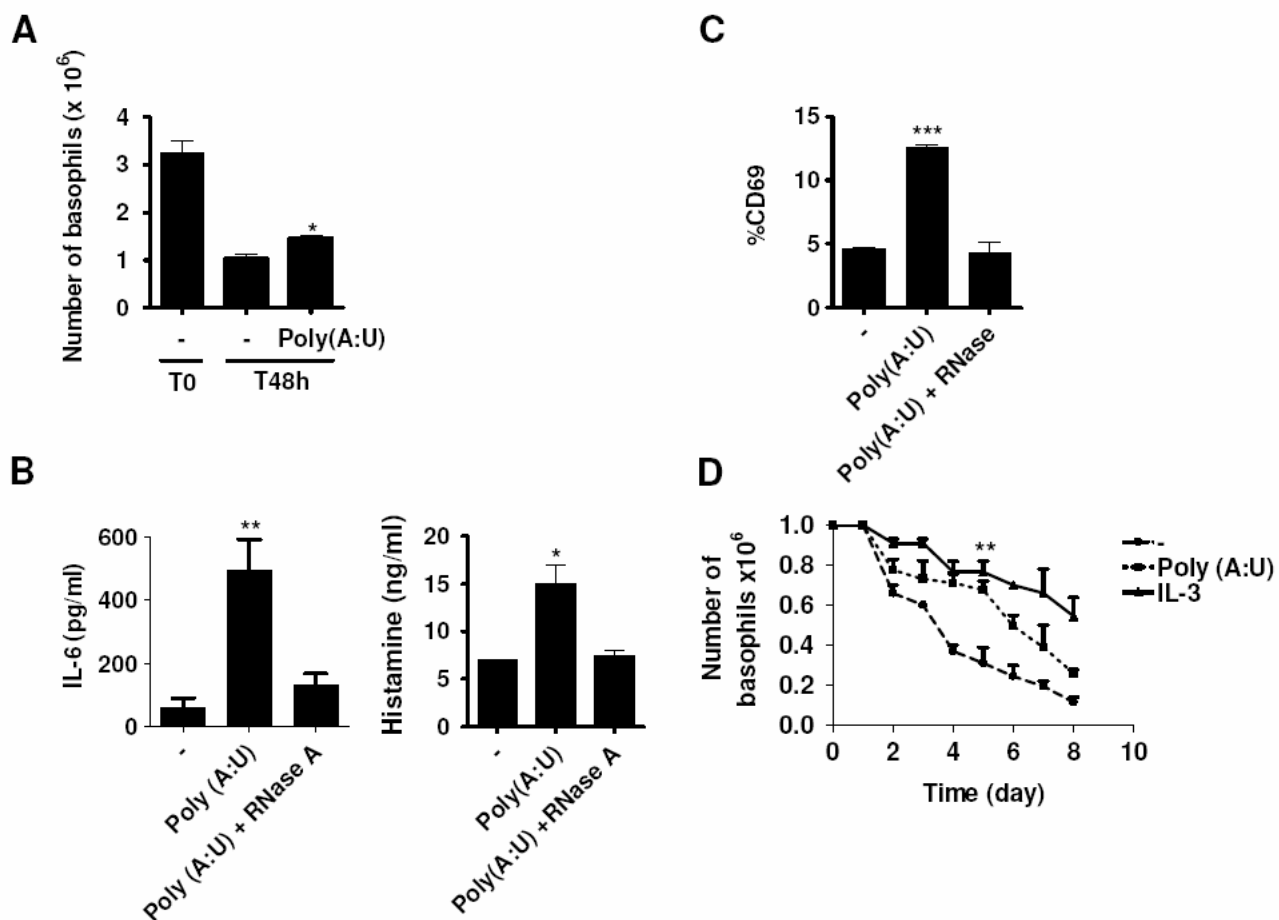 A
Number of basophils (x 10⁶)
4
3
2
1
0
*
- - Poly(A:U)
T0 T48h
C
%CD69
15
10
5
0
***
-
Poly(A:U)
Poly(A:U) + RNase
B
IL-6 (pg/ml)
600
400
200
0
**
-
Poly (A:U)
Poly (A:U) + RNase A
Histamine (ng/ml)
20
15
10
5
0
*
-
Poly(A:U)
Poly(A:U) +RNase A
D
Number of
basophils x10⁶
1.0
0.8
0.6
0.4
0.2
0.0
**
0 2 4 6 8 10
Time (day)
-
Poly (A:U)
IL-3